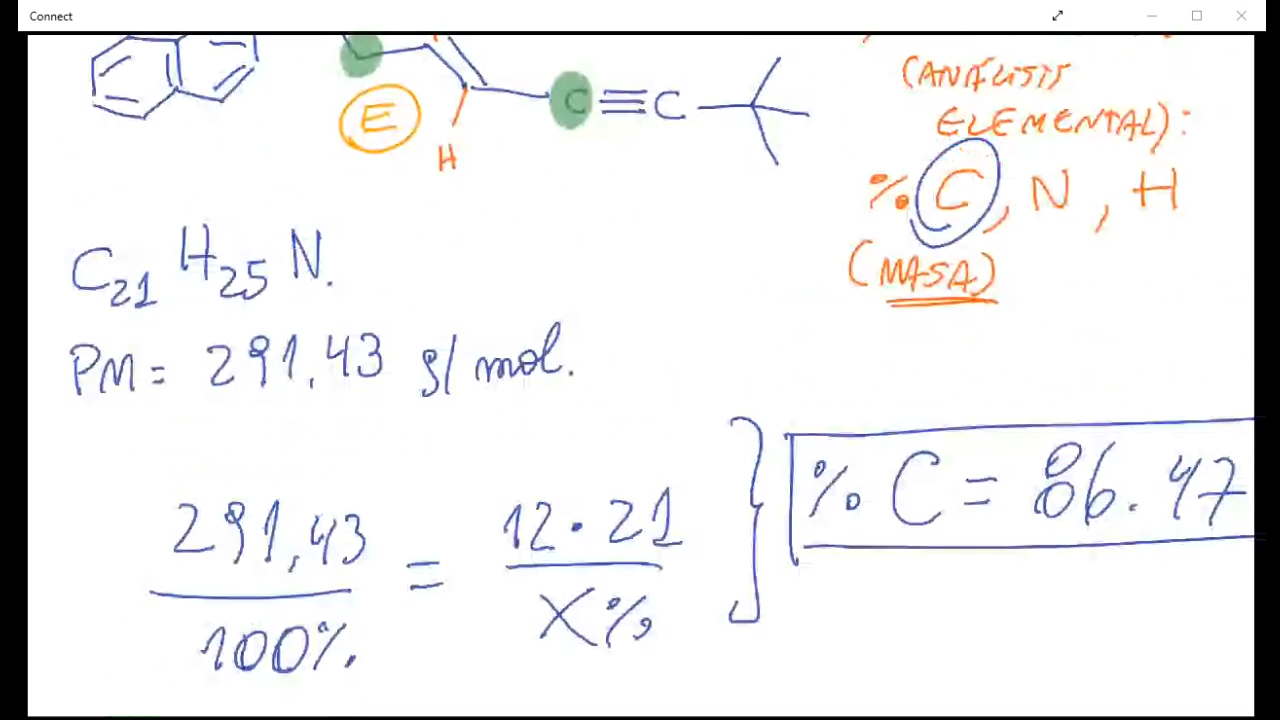 Connect
(ANÁLISIS
ELEMENTAL):
% C, N, H
(MASA)
E
H
C≡C
C21 H25 N.
PM = 291,43 g/mol.
291,43 / 100% = 12·21 / X%
% C = 86.47